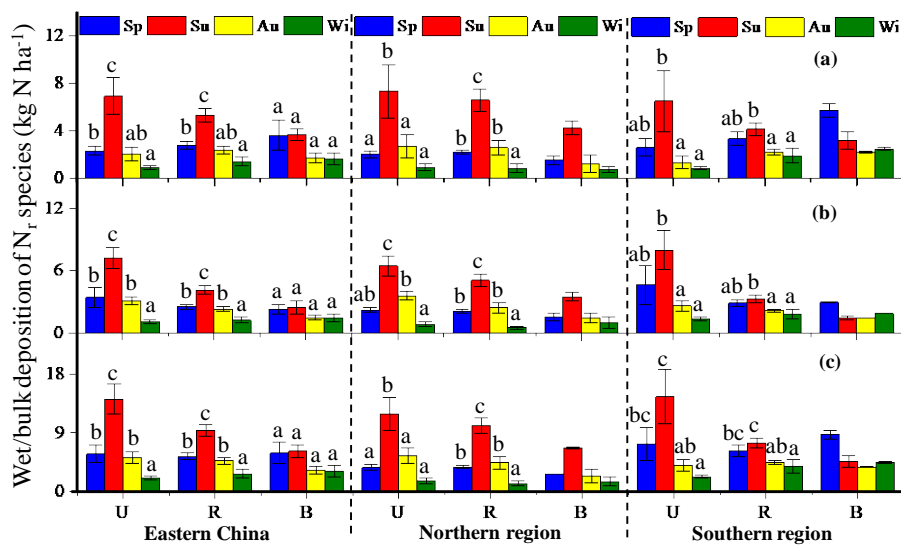 Sp Su Au Wi Sp Su Au Wi Sp Su Au Wi
Wet/bulk deposition of Nr species (kg N ha-1)
12
8
4
0
(a)
b c ab a b c ab a a a a a
a b a a b c b a
ab b a a ab b a a
12
6
0
(b)
b c b a b c b a a a a a
ab c b a b c b a
ab b a a ab b a a
18
9
0
(c)
b c b a b c b a a a a a
a b a a b c b a
bc c ab a bc c ab a
U R B U R B U R B
Eastern China Northern region Southern region